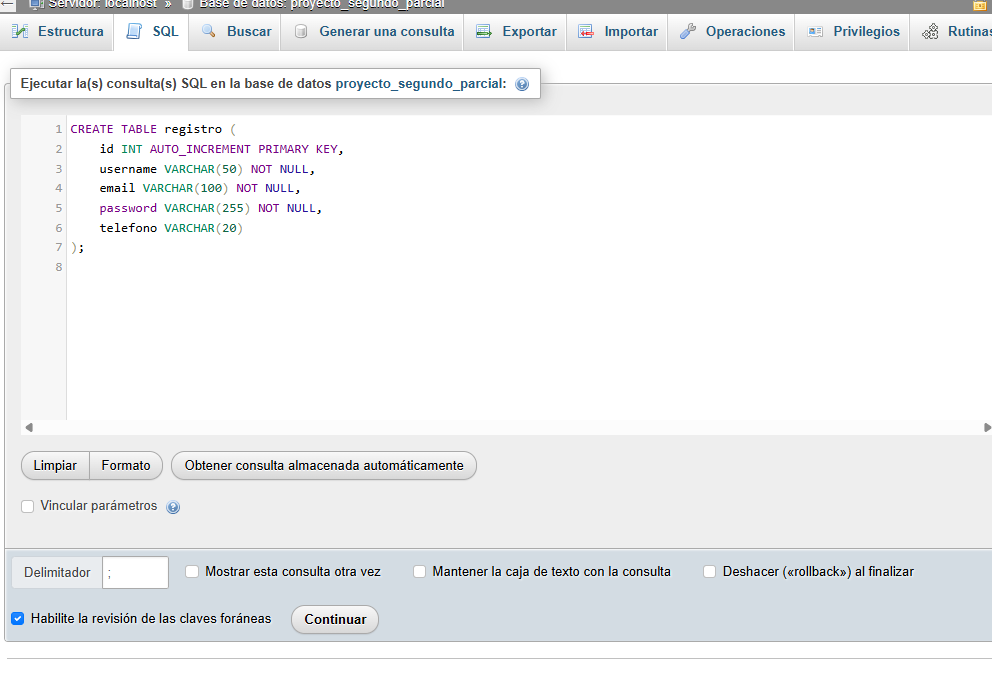 Servidor: localhost » Base de datos: proyecto_segundo_parcial
Estructura SQL Buscar Generar una consulta Exportar Importar Operaciones Privilegios Rutinas
Ejecutar la(s) consulta(s) SQL en la base de datos proyecto_segundo_parcial:
1 CREATE TABLE registro (
2 id INT AUTO_INCREMENT PRIMARY KEY,
3 username VARCHAR(50) NOT NULL,
4 email VARCHAR(100) NOT NULL,
5 password VARCHAR(255) NOT NULL,
6 telefono VARCHAR(20)
7 );
8
Limpiar Formato Obtener consulta almacenada automáticamente
Vincular parámetros
Delimitador ; Mostrar esta consulta otra vez Mantener la caja de texto con la consulta Deshacer («rollback») al finalizar
Habilite la revisión de las claves foráneas Continuar